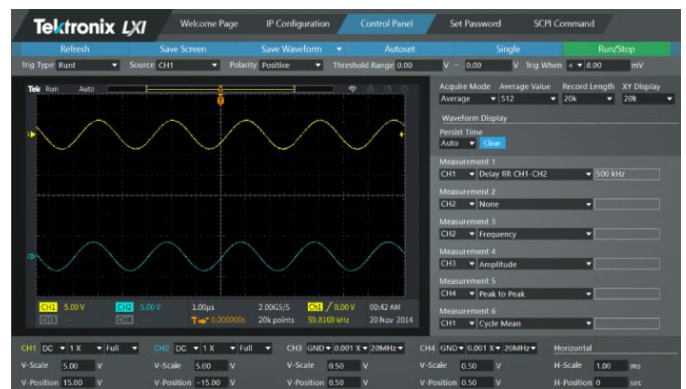 Tektronix LXI Welcome Page IP Configuration Control Panel Set Password SCPI Command
Refresh Save Screen Save Waveform Autoset Single Run/Stop
Trig Type Runt Source CH1 Polarity Positive Threshold Range 0.00 V – 0.00 V Trig When < 8.00 mV
Tek Run Auto
Acquire Mode Average Value Record Length XY Display
Average 512 20k 20k
Waveform Display
Persist Time
Auto Clear
Measurement 1
CH1 Delay RR CH1-CH2 500 kHz
Measurement 2
CH2 None
Measurement 3
CH2 Frequency
Measurement 4
CH3 Amplitude
Measurement 5
CH4 Peak to Peak
Measurement 6
CH1 Cycle Mean
CH1 5.00 V CH2 5.00 V 1.00µs 2.00GS/s CH1 / 0.00 V 09:42 AM
CH3 CH4 T 0.000000s 20k points 20 Nov 2014
CH1 DC 1 X Full CH2 DC 1 X Full CH3 GND 0.001 X 20MHz CH4 GND 0.001 X 20MHz Horizontal
V-Scale 5.00 V V-Scale 5.00 V V-Scale 0.50 V V-Scale 0.50 V H-Scale 1.00 ms
V-Position 15.00 V V-Position -15.00 V V-Position 0.50 V V-Position 0.50 V H-Position sec